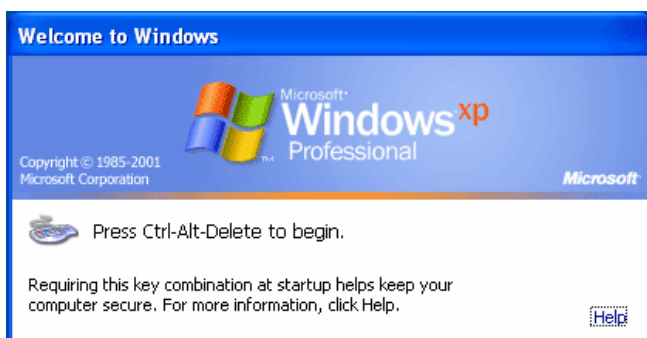 Welcome to Windows
Microsoft
Windows xp
Professional
TM
Copyright © 1985-2001
Microsoft Corporation
Microsoft
Press Ctrl-Alt-Delete to begin.
Requiring this key combination at startup helps keep your
computer secure. For more information, click Help.
Help